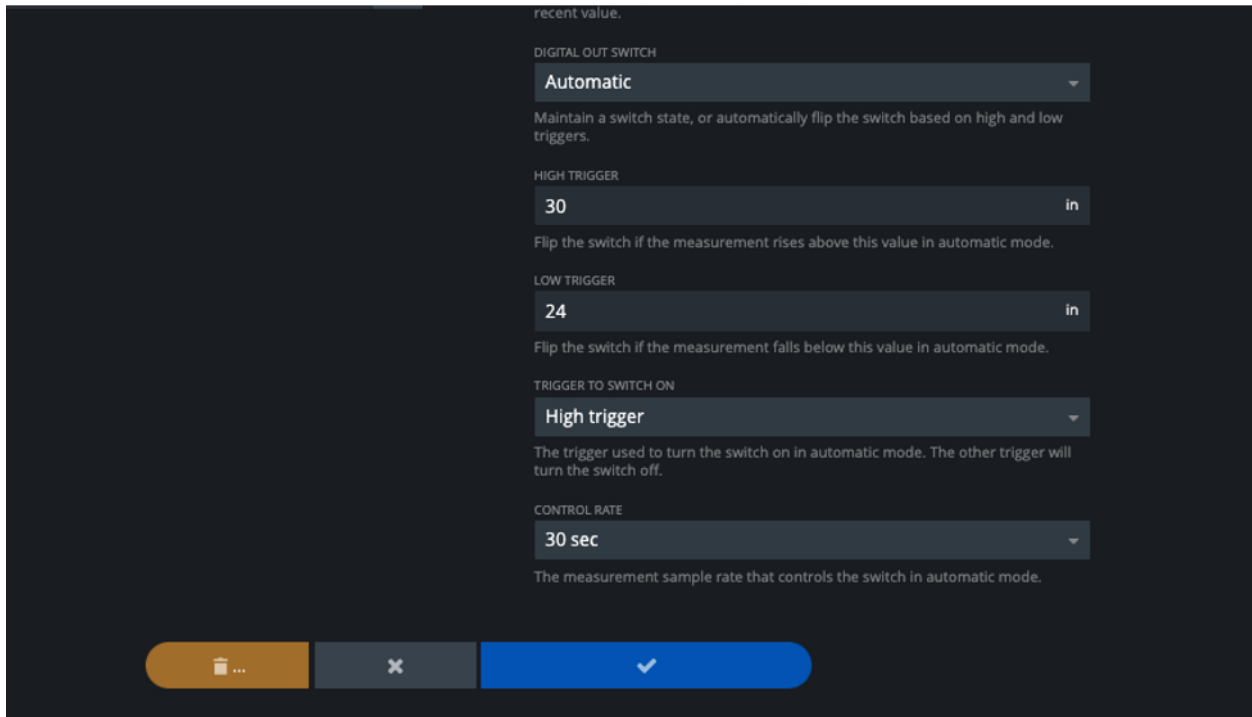 recent value.
DIGITAL OUT SWITCH
Automatic
Maintain a switch state, or automatically flip the switch based on high and low
triggers.
HIGH TRIGGER
30 in
Flip the switch if the measurement rises above this value in automatic mode.
LOW TRIGGER
24 in
Flip the switch if the measurement falls below this value in automatic mode.
TRIGGER TO SWITCH ON
High trigger
The trigger used to turn the switch on in automatic mode. The other trigger will
turn the switch off.
CONTROL RATE
30 sec
The measurement sample rate that controls the switch in automatic mode.
...